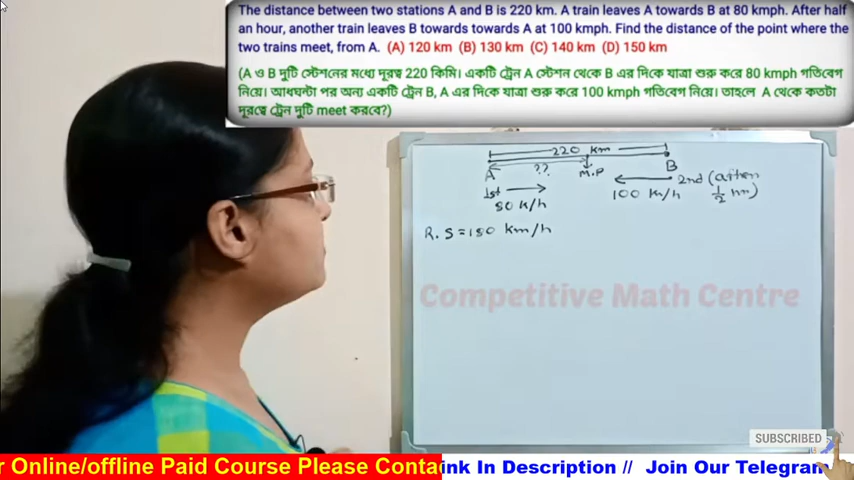 The distance between two stations A and B is 220 km. A train leaves A towards B at 80 kmph. After half
an hour, another train leaves B towards towards A at 100 kmph. Find the distance of the point where the
two trains meet, from A. (A) 120 km (B) 130 km (C) 140 km (D) 150 km
(A ও B দুটি স্টেশনের মধ্যে দূরত্ব 220 কিমি। একটি ট্রেন A স্টেশন থেকে B এর দিকে যাত্রা শুরু করে 80 kmph গতিবেগ
নিয়ে। আধঘন্টা পর অন্য একটি ট্রেন B, A এর দিকে যাত্রা শুরু করে 100 kmph গতিবেগ নিয়ে। তাহলে A থেকে কতটা
দূরত্বে ট্রেন দুটি meet করবে?)
220 km
A ?? M.P B
1st 2nd (after
80 K/h 100 K/h 1/2 hr)
R. S = 180 km/h
Competitive Math Centre
SUBSCRIBED
r Online/offline Paid Course Please Conta
ink In Description // Join Our Telegram